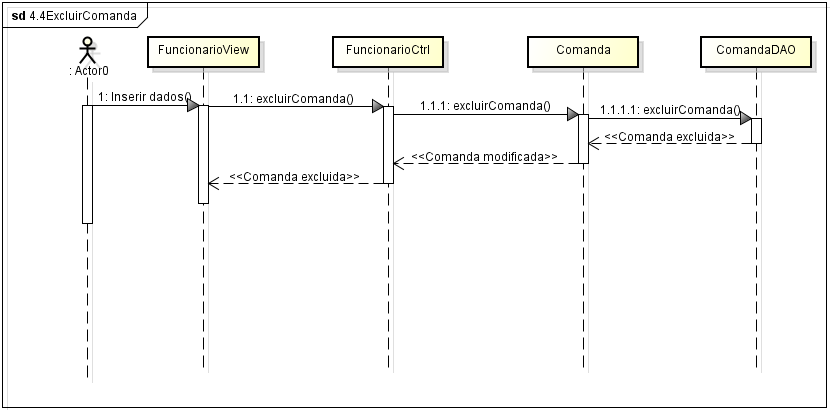 sd 4.4ExcluirComanda
: Actor0
FuncionarioView
FuncionarioCtrl
Comanda
ComandaDAO
1: Inserir dados()
1.1: excluirComanda()
1.1.1: excluirComanda()
1.1.1.1: excluirComanda()
<<Comanda excluida>>
<<Comanda modificada>>
<<Comanda excluida>>